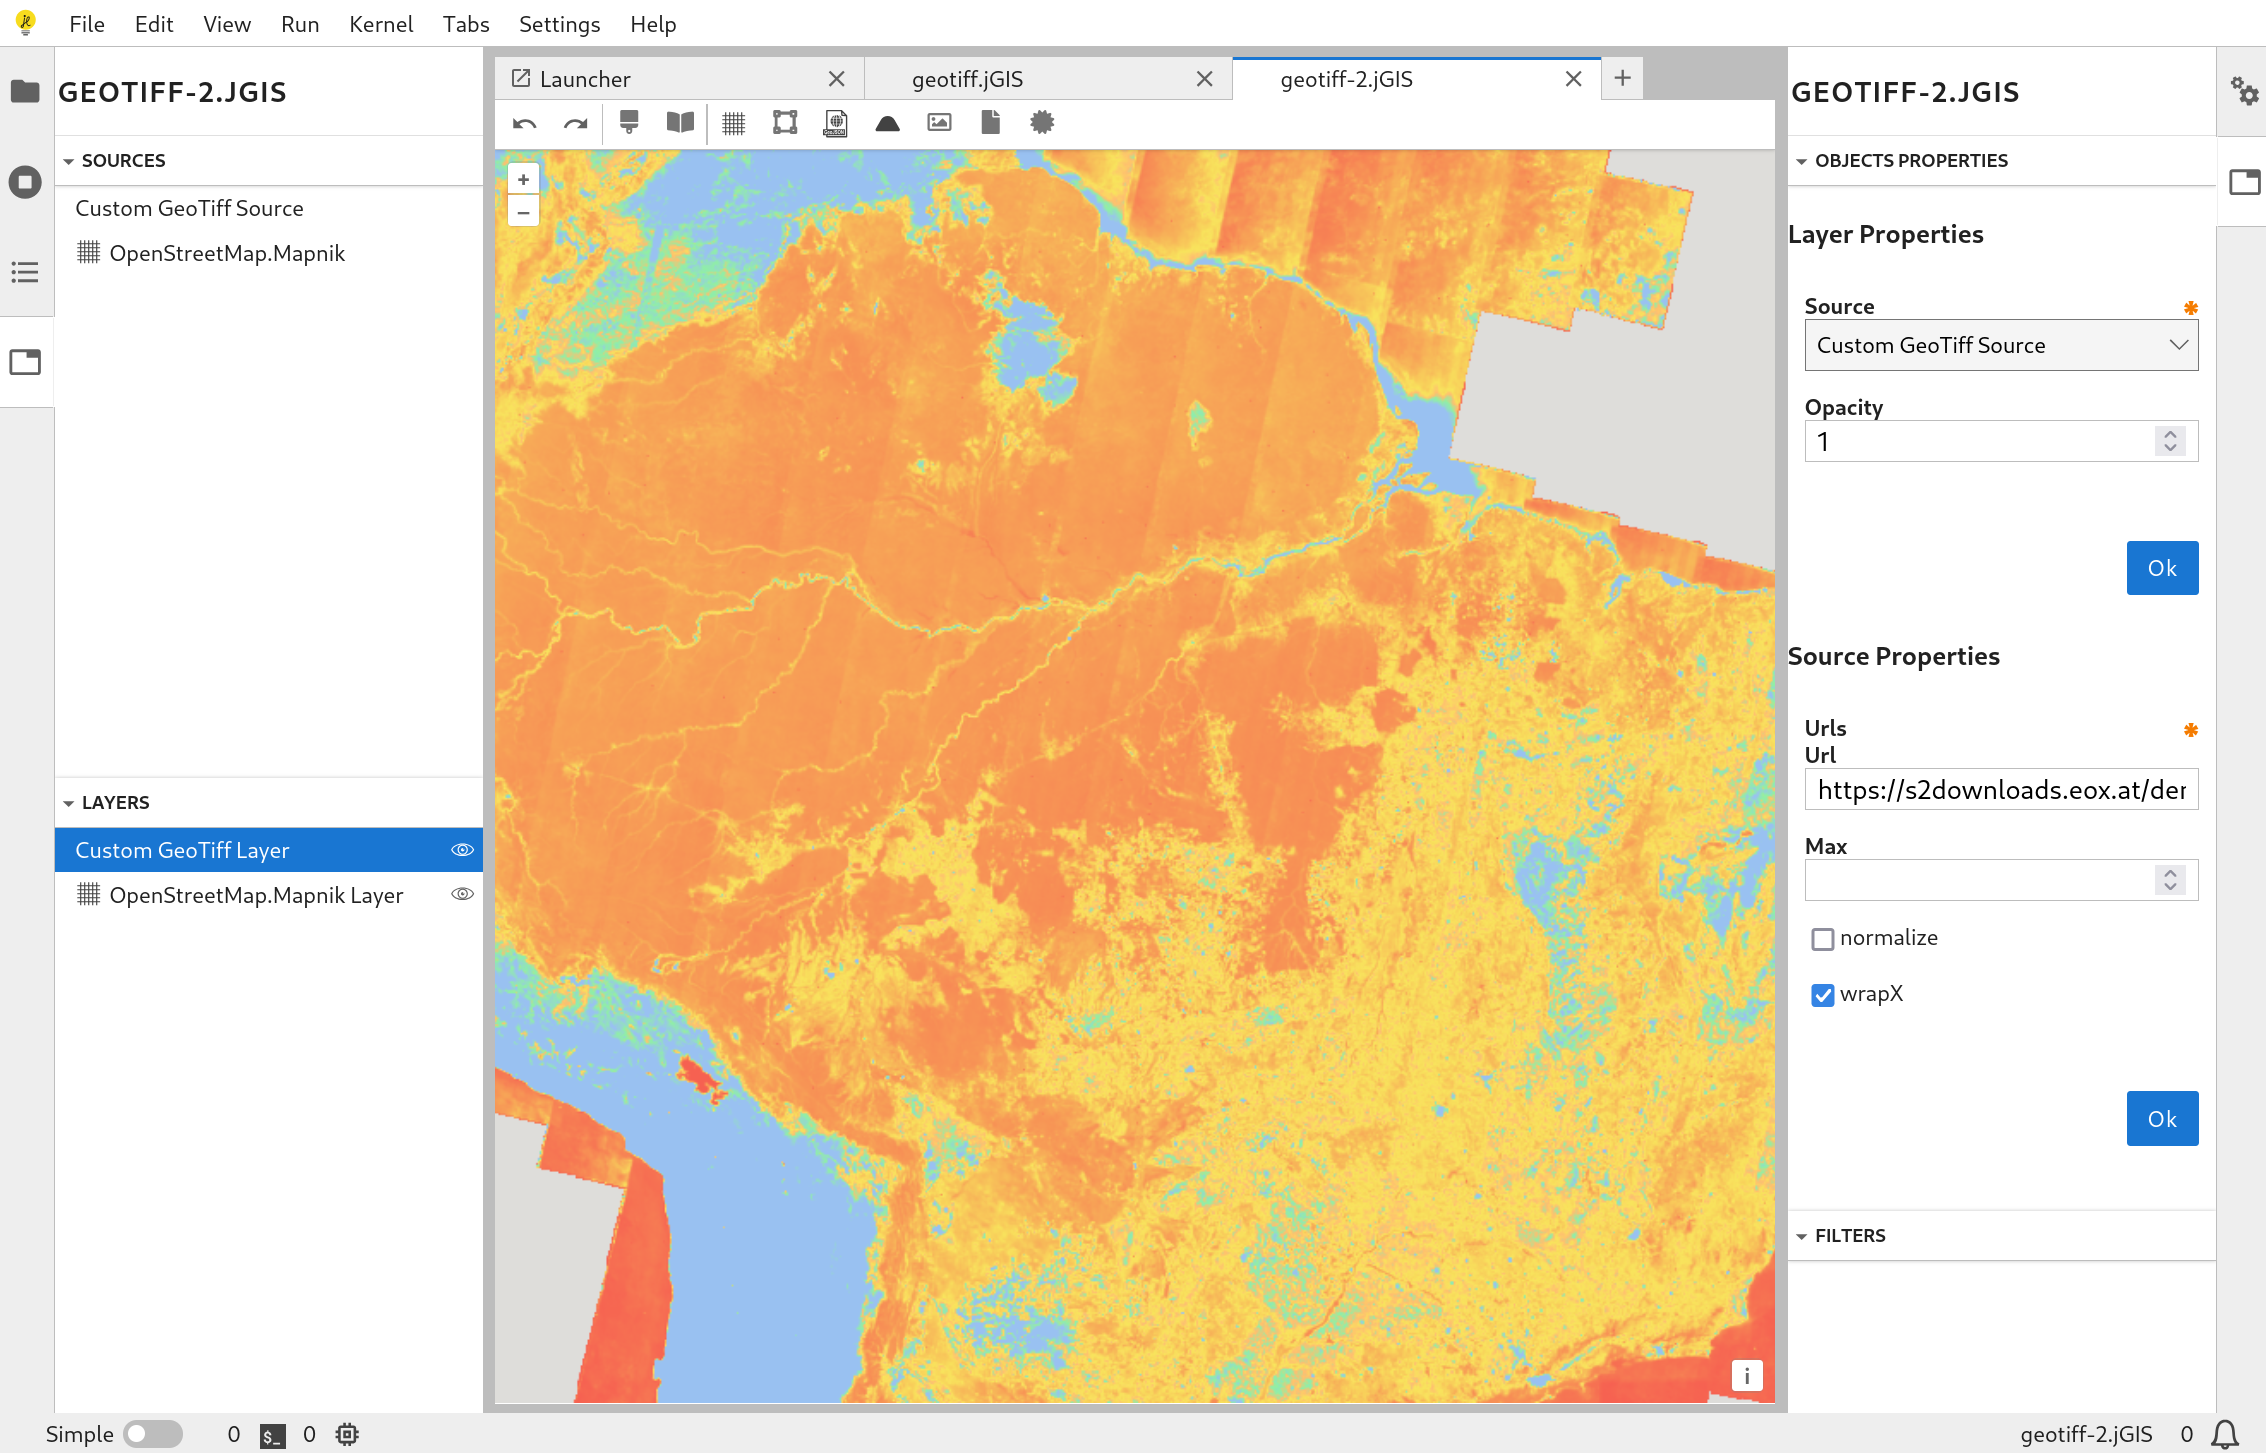 File Edit View Run Kernel Tabs Settings Help
GEOTIFF-2.JGIS
SOURCES
Custom GeoTiff Source
OpenStreetMap.Mapnik
LAYERS
Custom GeoTiff Layer
OpenStreetMap.Mapnik Layer
Launcher
geotiff.jGIS
geotiff-2.jGIS
+
−
i
GEOTIFF-2.JGIS
OBJECTS PROPERTIES
Layer Properties
Source *
Custom GeoTiff Source
Opacity
1
Ok
Source Properties
Urls *
Url
https://s2downloads.eox.at/der
Max
normalize
wrapX
Ok
FILTERS
Simple 0 $_ 0
geotiff-2.jGIS 0